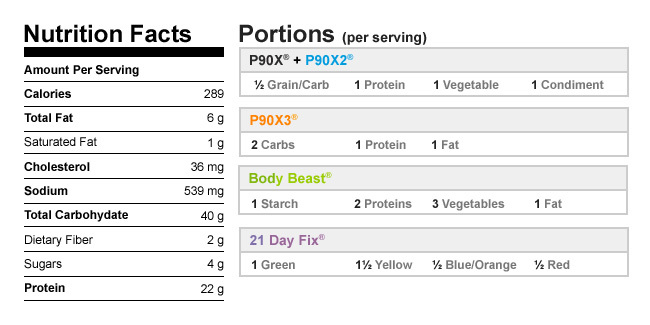 Nutrition Facts
Amount Per Serving
Calories 289
Total Fat 6 g
Saturated Fat 1 g
Cholesterol 36 mg
Sodium 539 mg
Total Carbohydate 40 g
Dietary Fiber 2 g
Sugars 4 g
Protein 22 g
Portions (per serving)
P90X® + P90X2®
½ Grain/Carb 1 Protein 1 Vegetable 1 Condiment
P90X3®
2 Carbs 1 Protein 1 Fat
Body Beast®
1 Starch 2 Proteins 3 Vegetables 1 Fat
21 Day Fix®
1 Green 1½ Yellow ½ Blue/Orange ½ Red